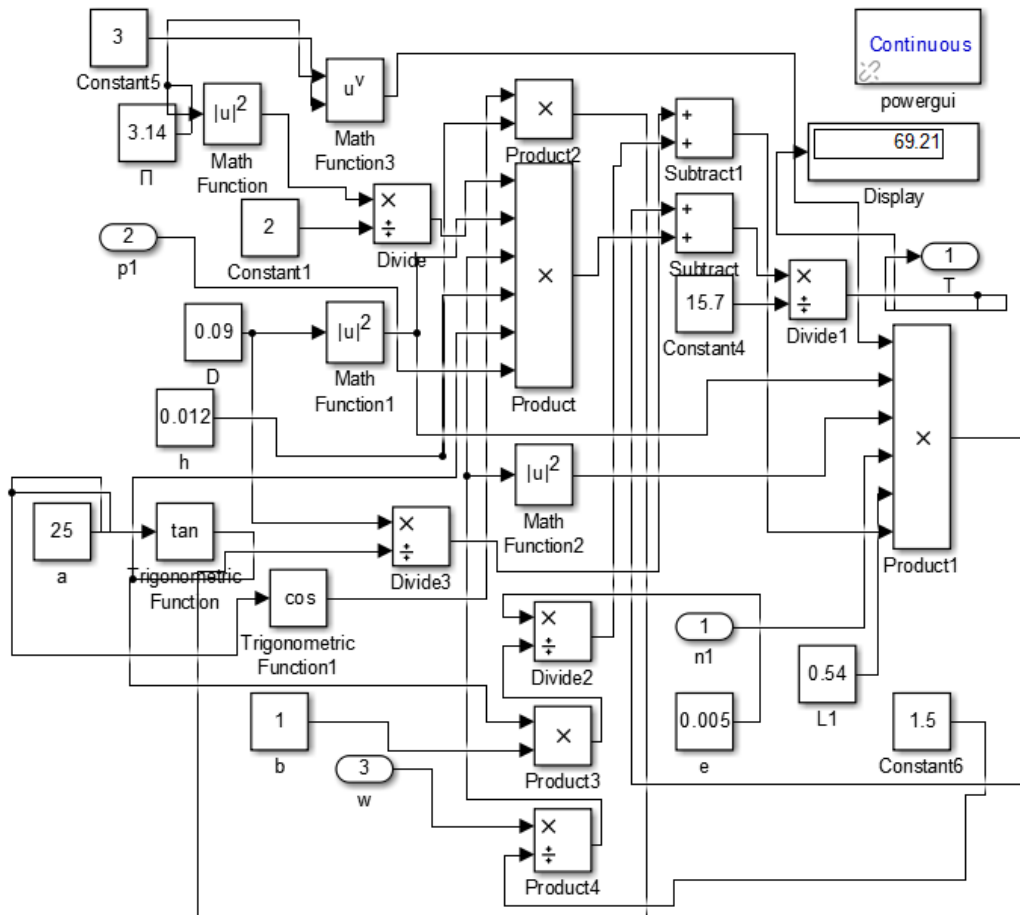 3
Constant5
3.14
П
|u|²
Math
Function
uᵛ
Math
Function3
×
Product2
+
+
Subtract1
Continuous
powergui
69.21
Display
2
p1
2
Constant1
×
÷
Divide
×
Product
+
+
Subtract
15.7
Constant4
×
÷
Divide1
1
T
0.09
D
|u|²
Math
Function1
0.012
h
25
a
tan
Trigonometric
Function
cos
Trigonometric
Function1
×
÷
Divide3
|u|²
Math
Function2
×
Product1
×
÷
Divide2
1
n1
0.54
L1
1
b
×
Product3
0.005
e
1.5
Constant6
3
w
×
÷
Product4